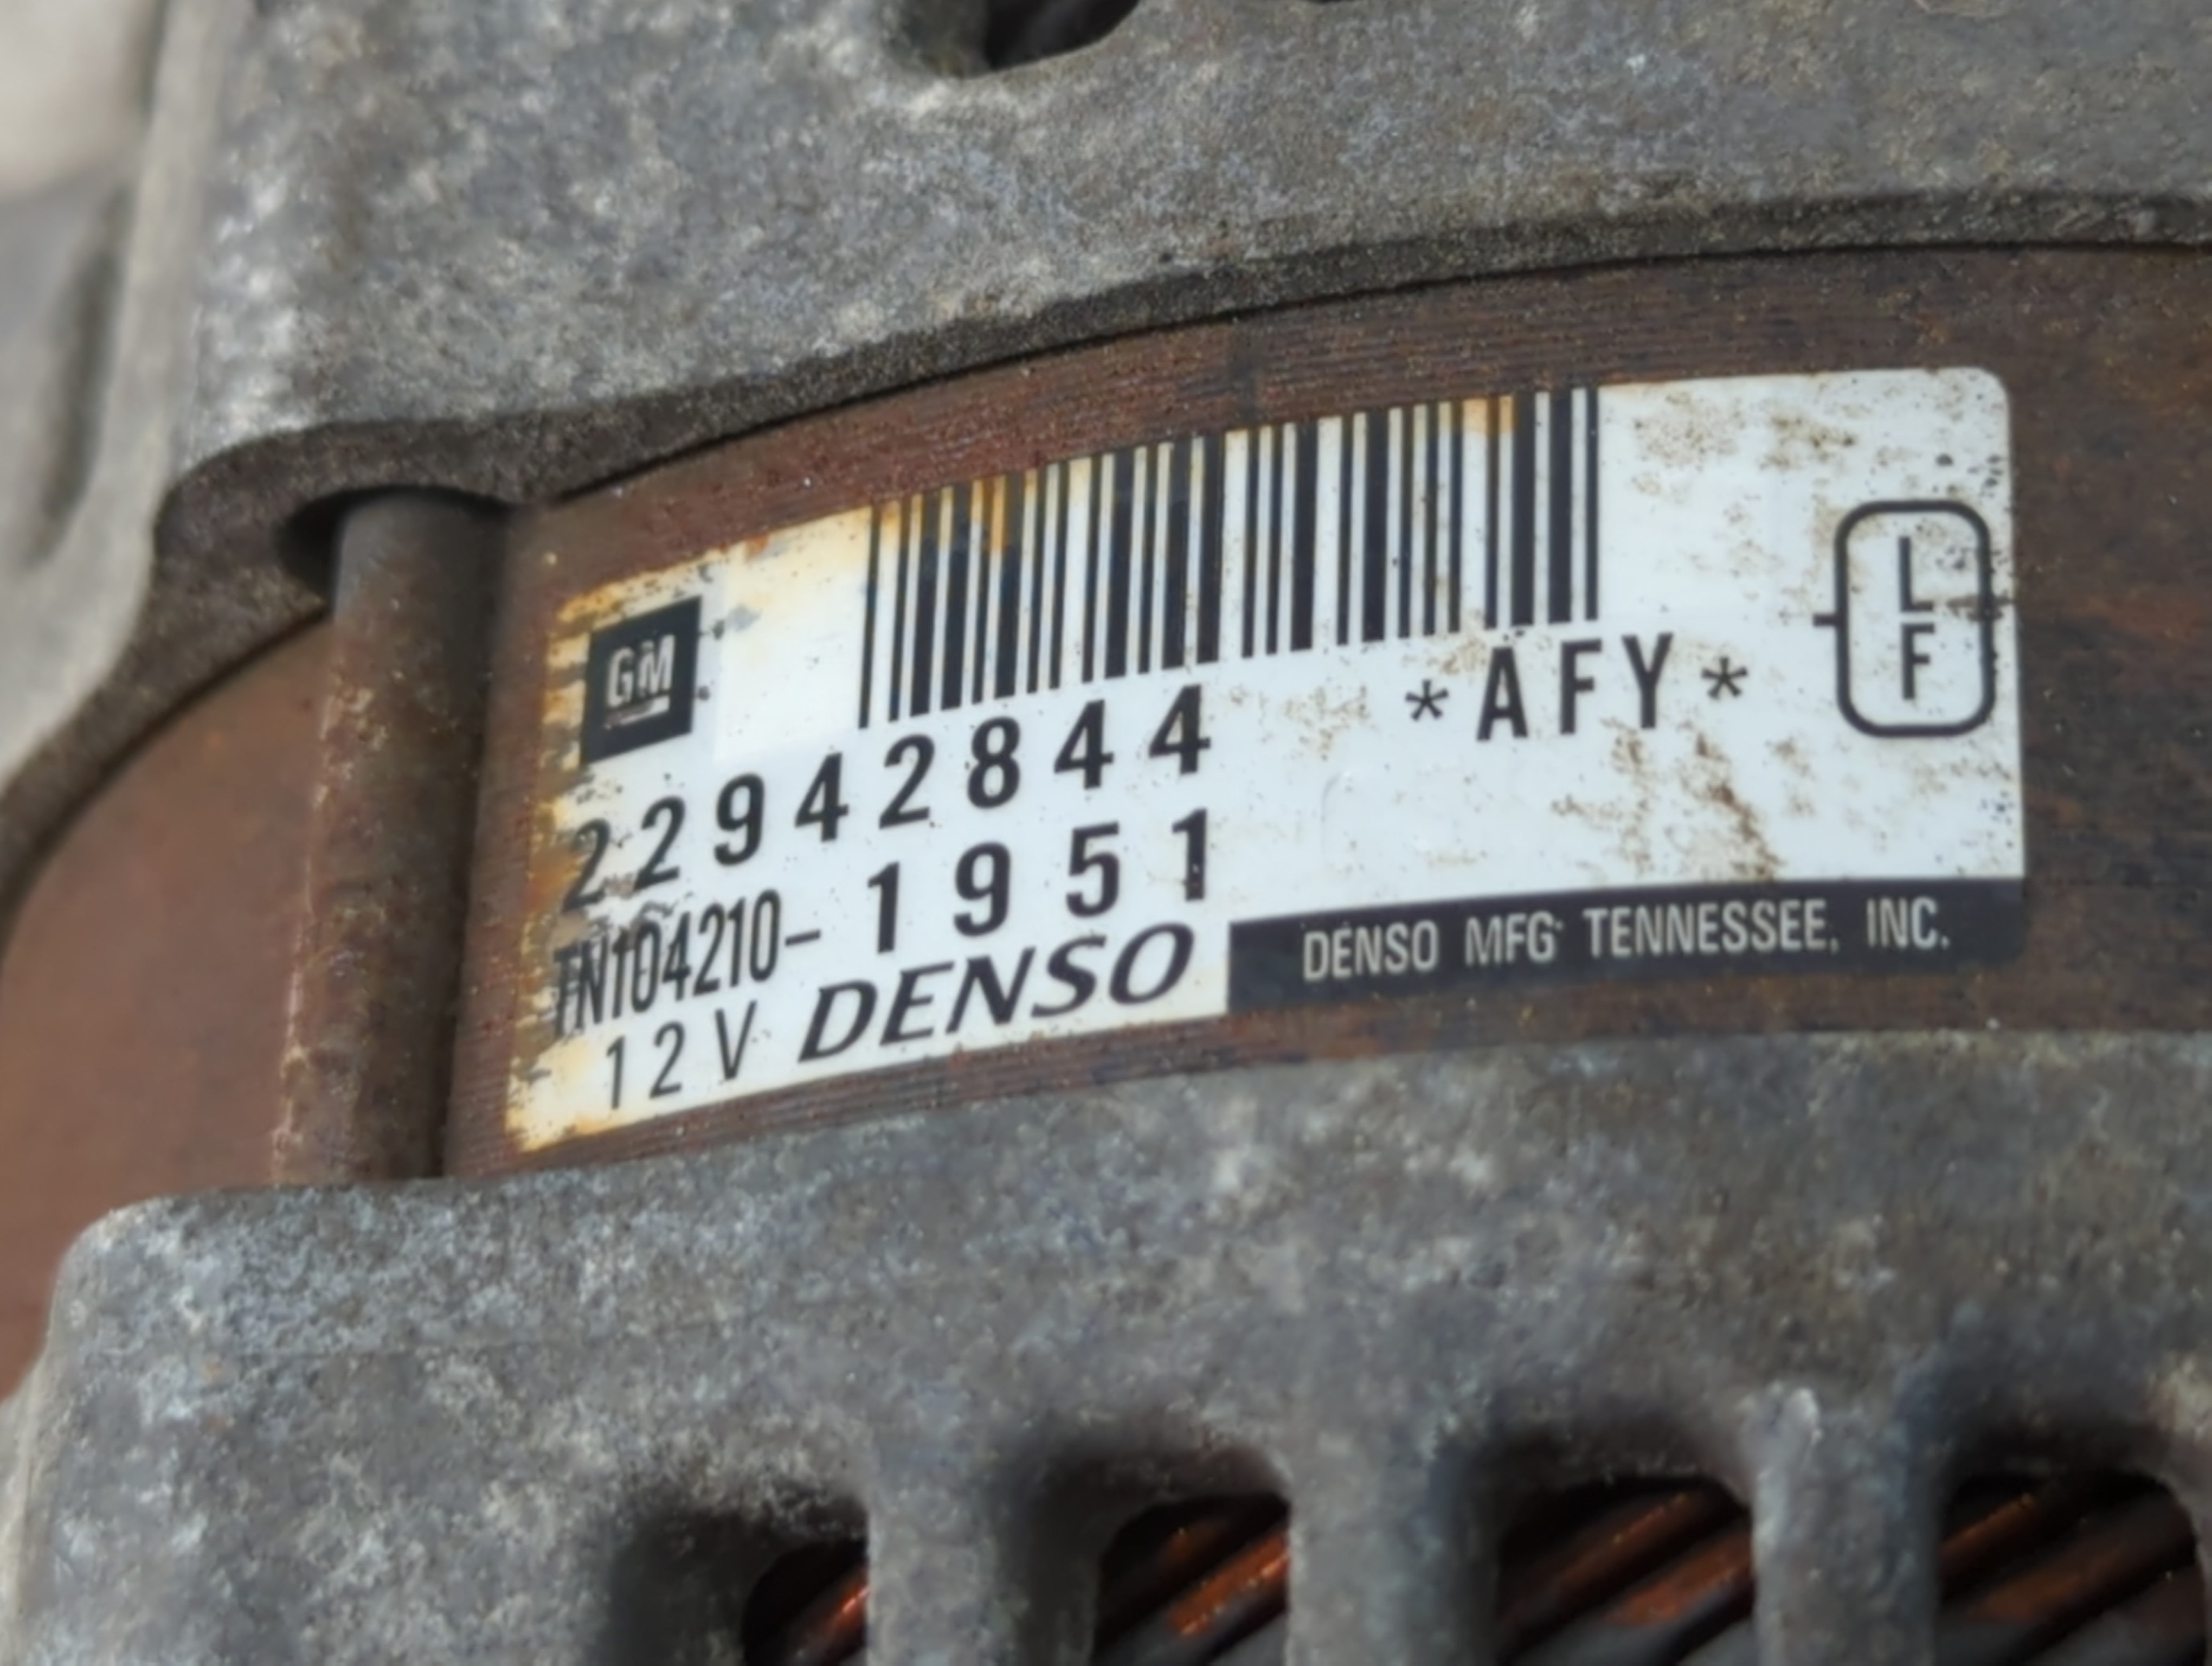 GM
22942844 *AFY*
L
F
TN104210-1951
12V DENSO
DENSO MFG TENNESSEE, INC.